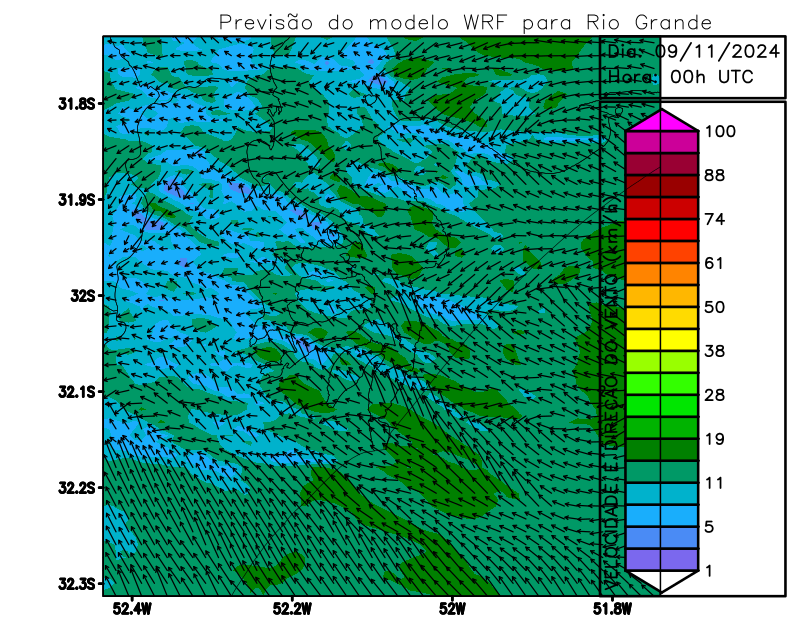 Previsão do modelo WRF para Rio Grande
Dia: 09/11/2024
Hora: 00h UTC
31.8S
31.9S
32S
32.1S
32.2S
32.3S
52.4W
52.2W
52W
51.8W
VELOCIDADE E DIREÇÃO DO VENTO (km/h)
100
88
74
61
50
38
28
19
11
5
1